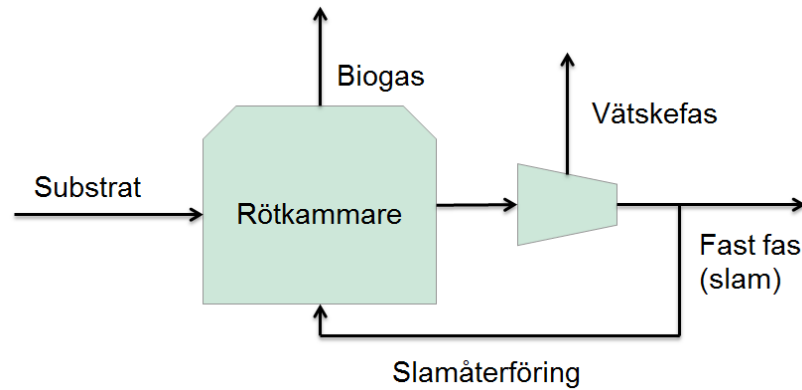 Biogas
Vätskefas
Substrat
Rötkammare
Fast fas
(slam)
Slamåterföring